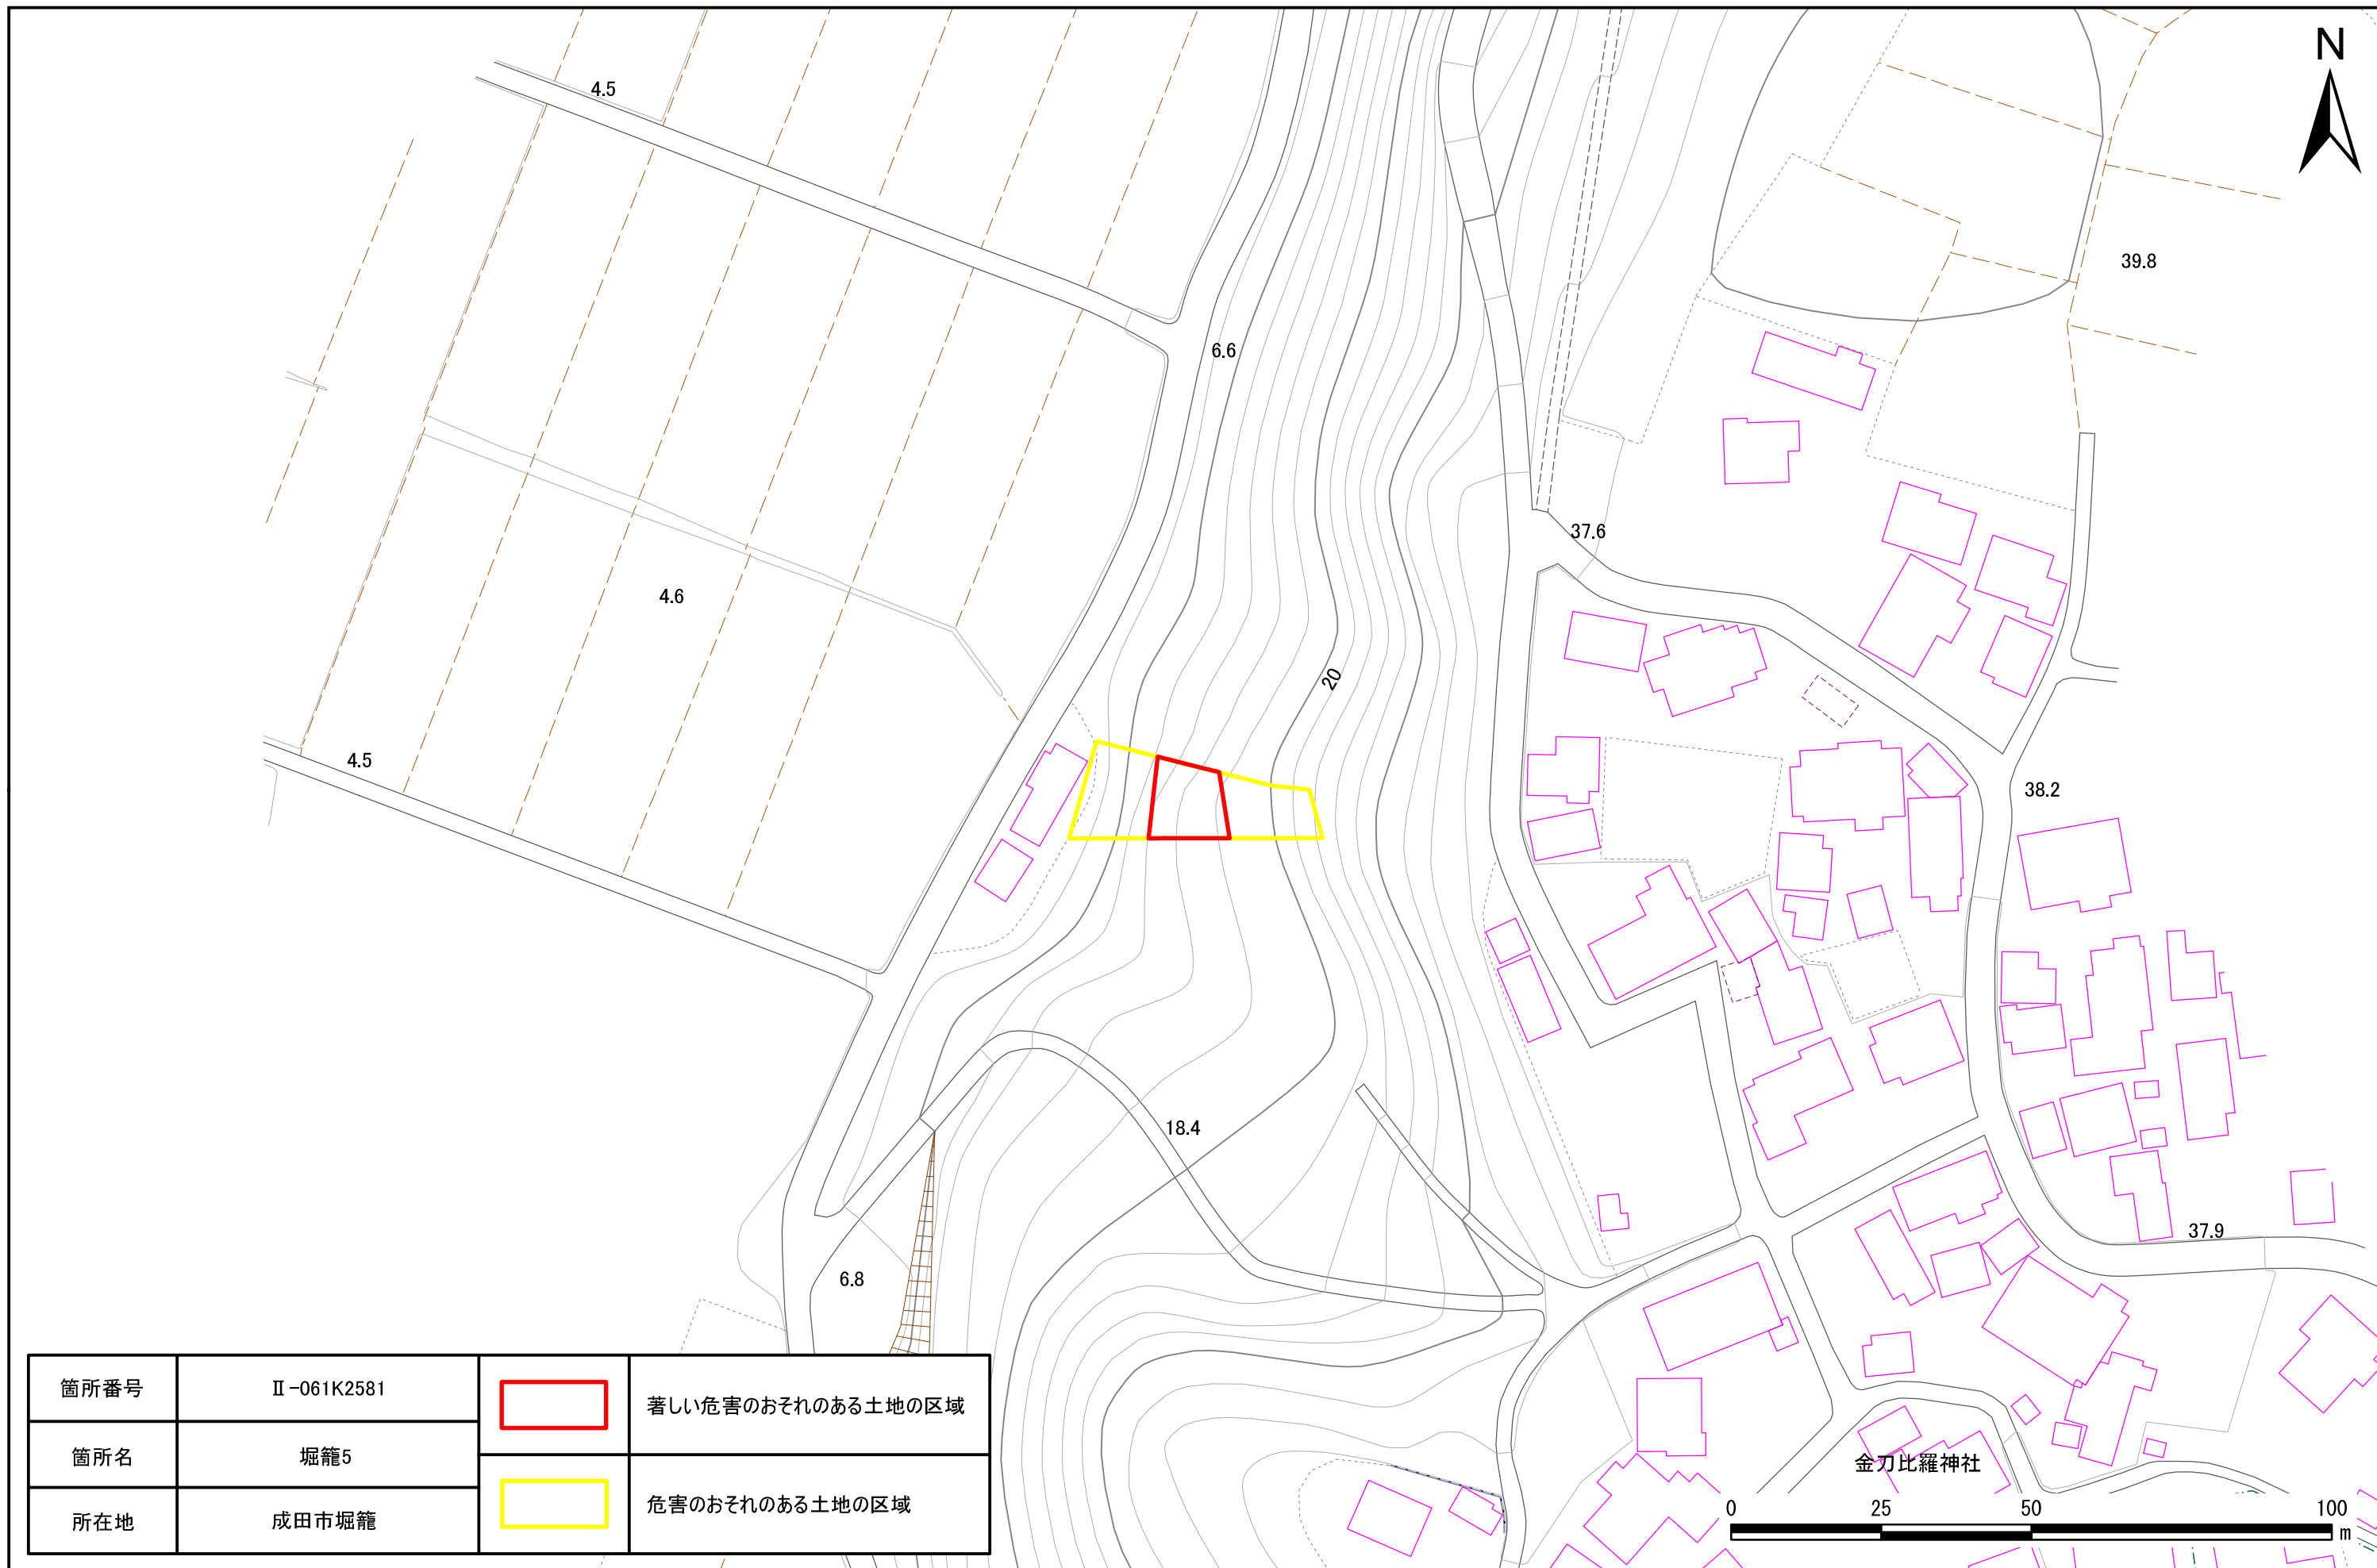 N
4.5
39.8
6.6
37.6
4.6
20
4.5
38.2
18.4
37.9
6.8
箇所番号 Ⅱ-061K2581
箇所名 堀籠5
所在地 成田市堀籠
著しい危害のおそれのある土地の区域
危害のおそれのある土地の区域
金刀比羅神社
0 25 50 100
m